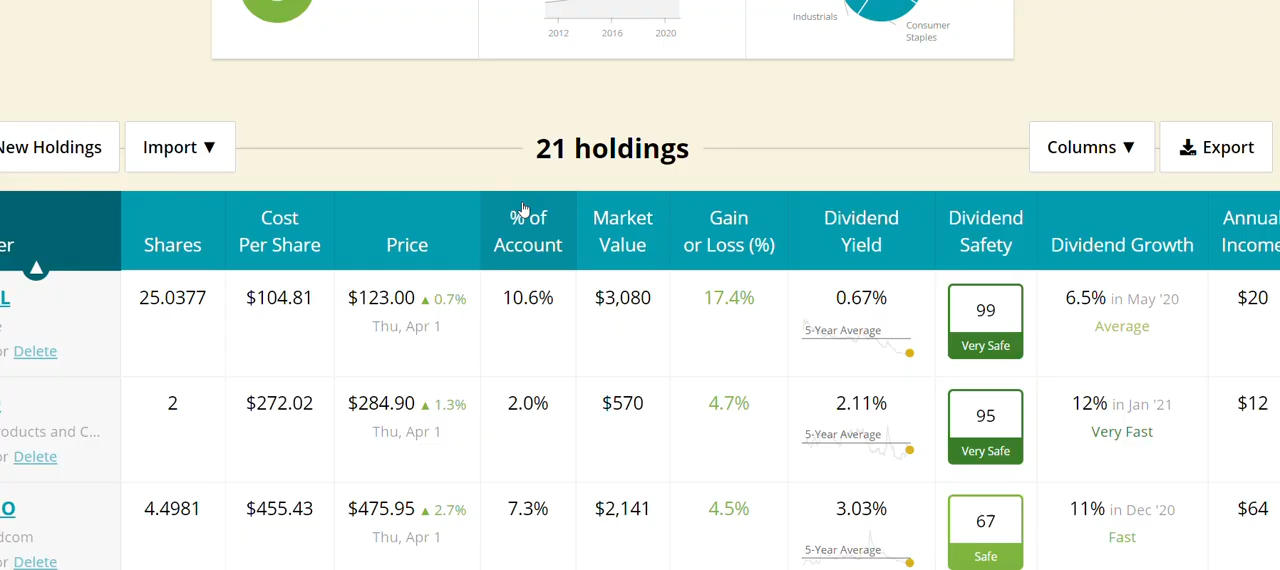 Industrials
Consumer
Staples
2012 2016 2020
New Holdings Import ▼ 21 holdings Columns ▼ Export
er Shares Cost Per Share Price % of Account Market Value Gain or Loss (%) Dividend Yield Dividend Safety Dividend Growth Annual Income
L 25.0377 $104.81 $123.00 ▲ 0.7% 10.6% $3,080 17.4% 0.67% 99 6.5% in May '20 $20
e Thu, Apr 1 5-Year Average Very Safe Average
or Delete
2 $272.02 $284.90 ▲ 1.3% 2.0% $570 4.7% 2.11% 95 12% in Jan '21 $12
roducts and C... Thu, Apr 1 5-Year Average Very Safe Very Fast
or Delete
O 4.4981 $455.43 $475.95 ▲ 2.7% 7.3% $2,141 4.5% 3.03% 67 11% in Dec '20 $64
dcom Thu, Apr 1 5-Year Average Safe Fast
or Delete